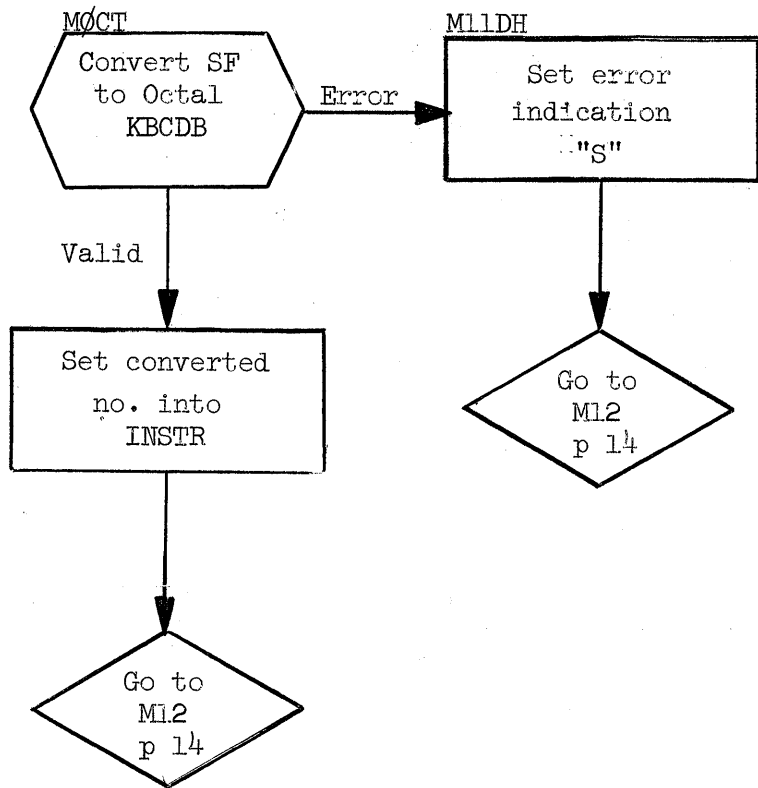 MØCT
Convert SF
to Octal
KBCDB
Error
M11DH
Set error
indication
"S"
Valid
Set converted
no. into
INSTR
Go to
M12
p 14
Go to
M12
p 14